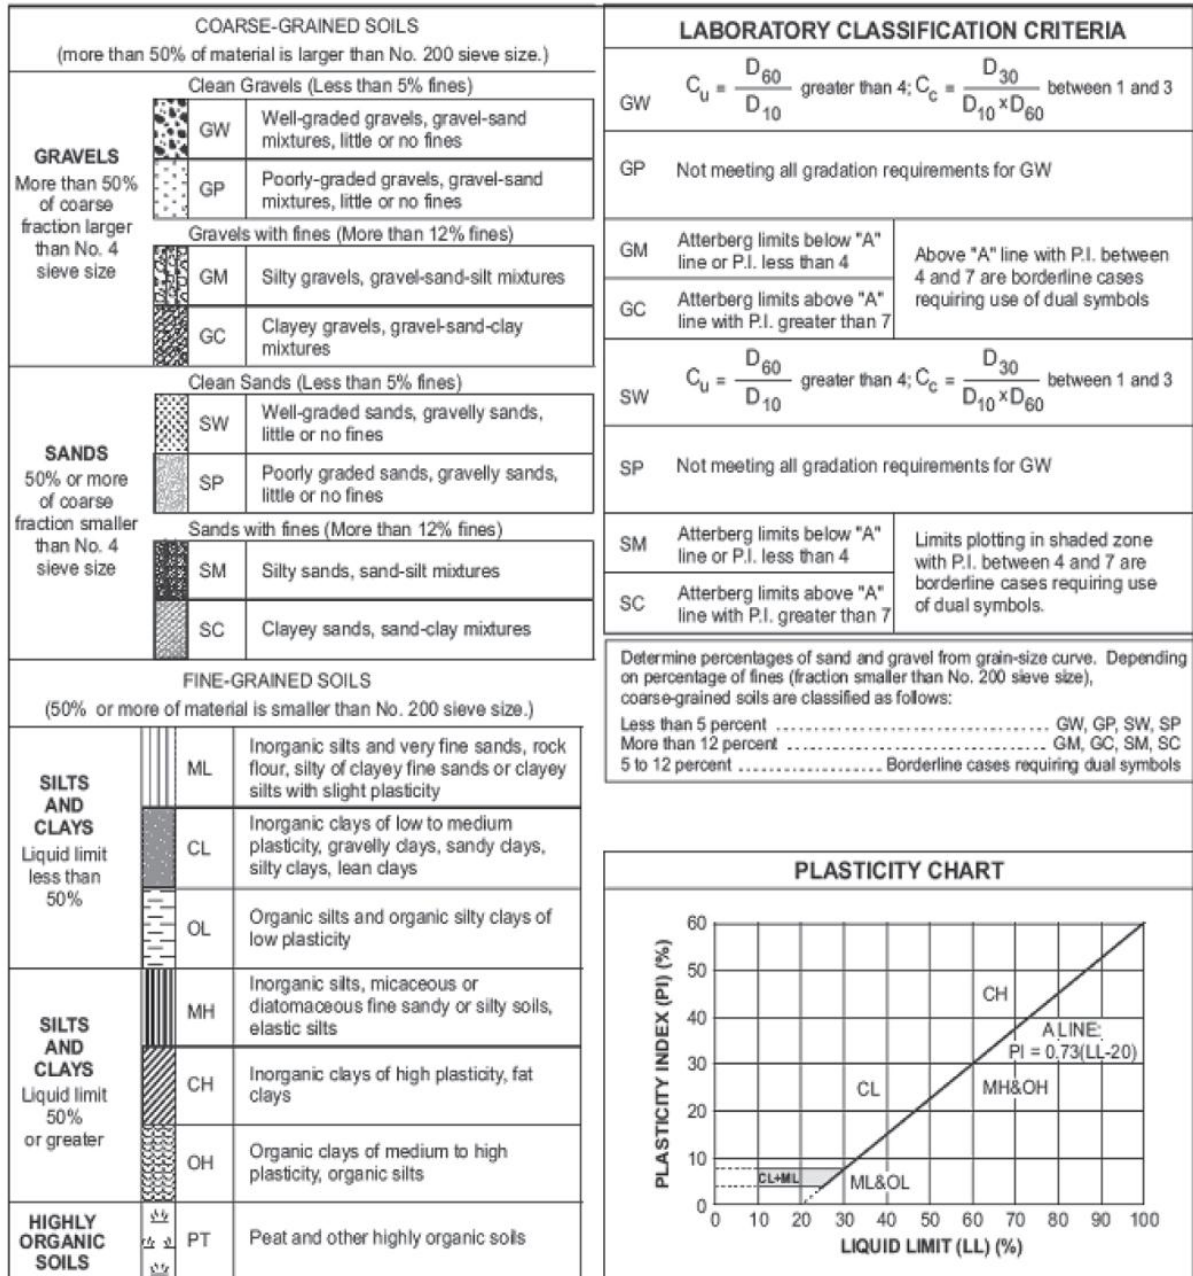 COARSE-GRAINED SOILS
(more than 50% of material is larger than No. 200 sieve size.)
Clean Gravels (Less than 5% fines)
GRAVELS
More than 50%
of coarse
fraction larger
than No. 4
sieve size
GW
Well-graded gravels, gravel-sand
mixtures, little or no fines
GP
Poorly-graded gravels, gravel-sand
mixtures, little or no fines
Gravels with fines (More than 12% fines)
GM
Silty gravels, gravel-sand-silt mixtures
GC
Clayey gravels, gravel-sand-clay
mixtures
Clean Sands (Less than 5% fines)
SANDS
50% or more
of coarse
fraction smaller
than No. 4
sieve size
SW
Well-graded sands, gravelly sands,
little or no fines
SP
Poorly graded sands, gravelly sands,
little or no fines
Sands with fines (More than 12% fines)
SM
Silty sands, sand-silt mixtures
SC
Clayey sands, sand-clay mixtures
FINE-GRAINED SOILS
(50% or more of material is smaller than No. 200 sieve size.)
SILTS
AND
CLAYS
Liquid limit
less than
50%
ML
Inorganic silts and very fine sands, rock
flour, silty of clayey fine sands or clayey
silts with slight plasticity
CL
Inorganic clays of low to medium
plasticity, gravelly clays, sandy clays,
silty clays, lean clays
OL
Organic silts and organic silty clays of
low plasticity
SILTS
AND
CLAYS
Liquid limit
50%
or greater
MH
Inorganic silts, micaceous or
diatomaceous fine sandy or silty soils,
elastic silts
CH
Inorganic clays of high plasticity, fat
clays
OH
Organic clays of medium to high
plasticity, organic silts
HIGHLY
ORGANIC
SOILS
PT
Peat and other highly organic soils
LABORATORY CLASSIFICATION CRITERIA
GW
Cu = D60 / D10 greater than 4; Cc = D30 / D10 x D60 between 1 and 3
GP
Not meeting all gradation requirements for GW
GM
Atterberg limits below "A"
line or P.I. less than 4
GC
Atterberg limits above "A"
line with P.I. greater than 7
Above "A" line with P.I. between
4 and 7 are borderline cases
requiring use of dual symbols
SW
Cu = D60 / D10 greater than 4; Cc = D30 / D10 x D60 between 1 and 3
SP
Not meeting all gradation requirements for GW
SM
Atterberg limits below "A"
line or P.I. less than 4
SC
Atterberg limits above "A"
line with P.I. greater than 7
Limits plotting in shaded zone
with P.I. between 4 and 7 are
borderline cases requiring use
of dual symbols.
Determine percentages of sand and gravel from grain-size curve. Depending
on percentage of fines (fraction smaller than No. 200 sieve size),
coarse-grained soils are classified as follows:
Less than 5 percent .......................................... GW, GP, SW, SP
More than 12 percent ....................................... GM, GC, SM, SC
5 to 12 percent ..................... Borderline cases requiring dual symbols
PLASTICITY CHART
PLASTICITY INDEX (PI) (%)
60
50
40
30
20
10
0
CH
A LINE:
PI = 0.73(LL-20)
CL
MH&OH
CL+ML
ML&OL
0 10 20 30 40 50 60 70 80 90 100
LIQUID LIMIT (LL) (%)